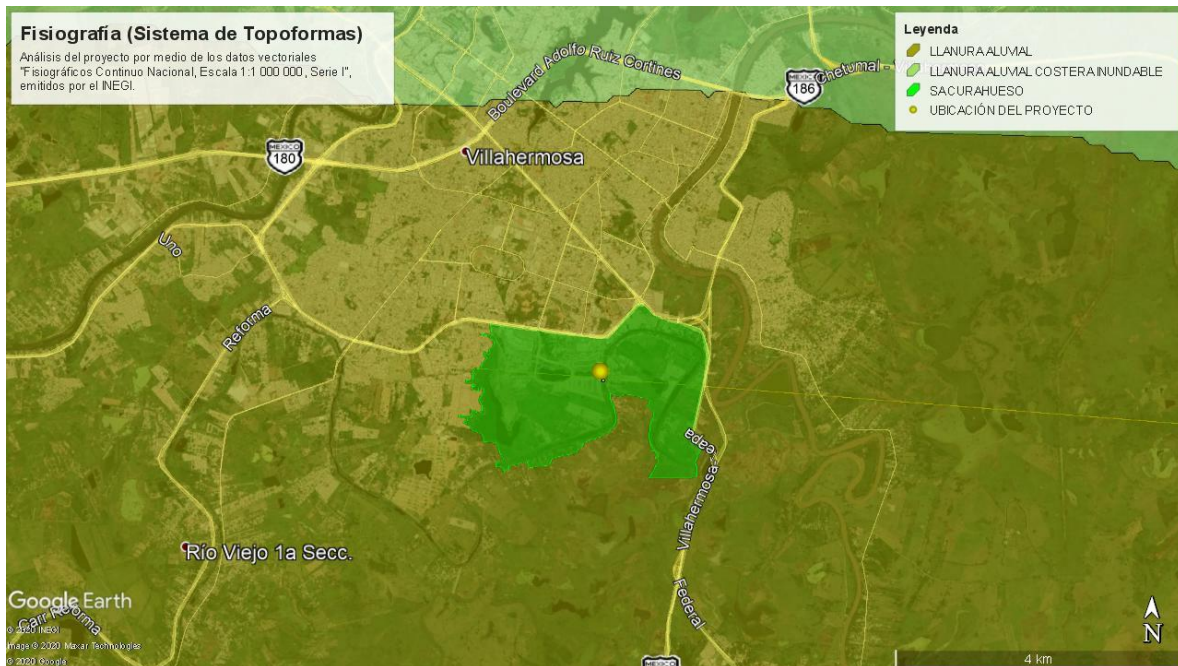 Fisiografía (Sistema de Topoformas)
Análisis del proyecto por medio de los datos vectoriales
"Fisiográficos Continuo Nacional, Escala 1:1 000 000, Serie I",
emitidos por el INEGI.
Leyenda
LLANURA ALUVIAL
LLANURA ALUVIAL COSTERA INUNDABLE
SACURAHUESO
UBICACIÓN DEL PROYECTO
Boulevard Adolfo Ruiz Cortines
Chetumal -
MEXICO
186
MEXICO
180
Villahermosa
Uno
Reforma
eapa
Villahermosa -
Río Viejo 1a Secc.
Federal
Google Earth
Carr Reforma
© 2020 INEGI
Image © 2020 Maxar Technologies
© 2020 Google
MEXICO
N
4 km